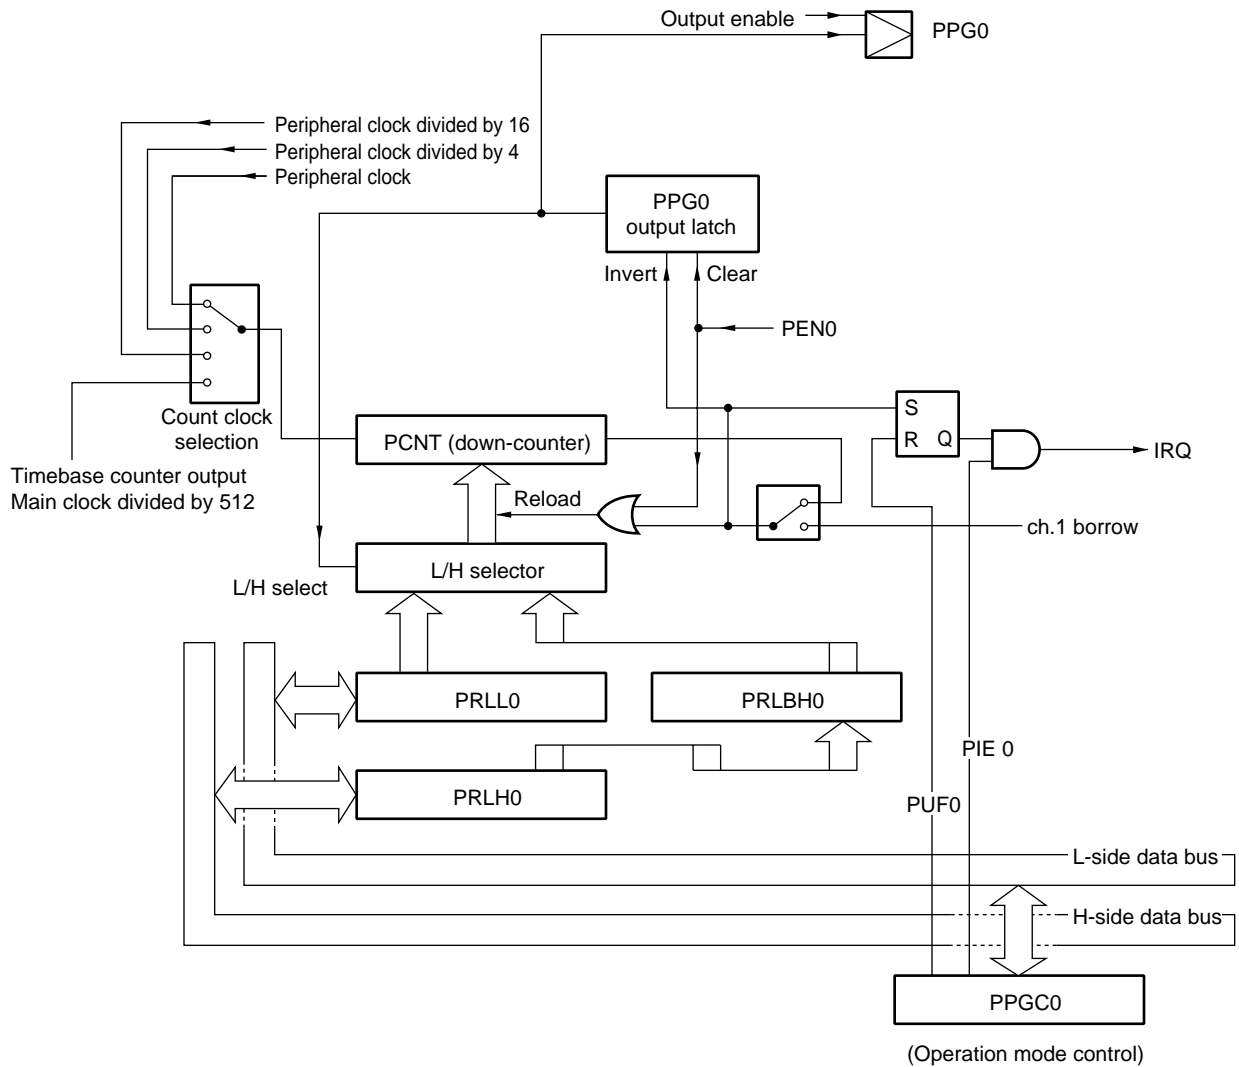 Output enable
PPG0
Peripheral clock divided by 16
Peripheral clock divided by 4
Peripheral clock
PPG0
output latch
Invert
Clear
PEN0
Count clock
selection
S
R Q
PCNT (down-counter)
IRQ
Timebase counter output
Main clock divided by 512
Reload
ch.1 borrow
L/H selector
L/H select
PRLL0
PRLBH0
PIE 0
PRLH0
PUF0
L-side data bus
H-side data bus
PPGC0
(Operation mode control)